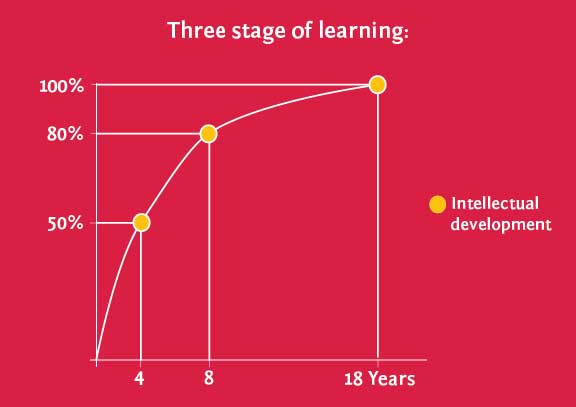 Three stage of learning:
100%
80%
50%
Intellectual
development
4 8 18 Years